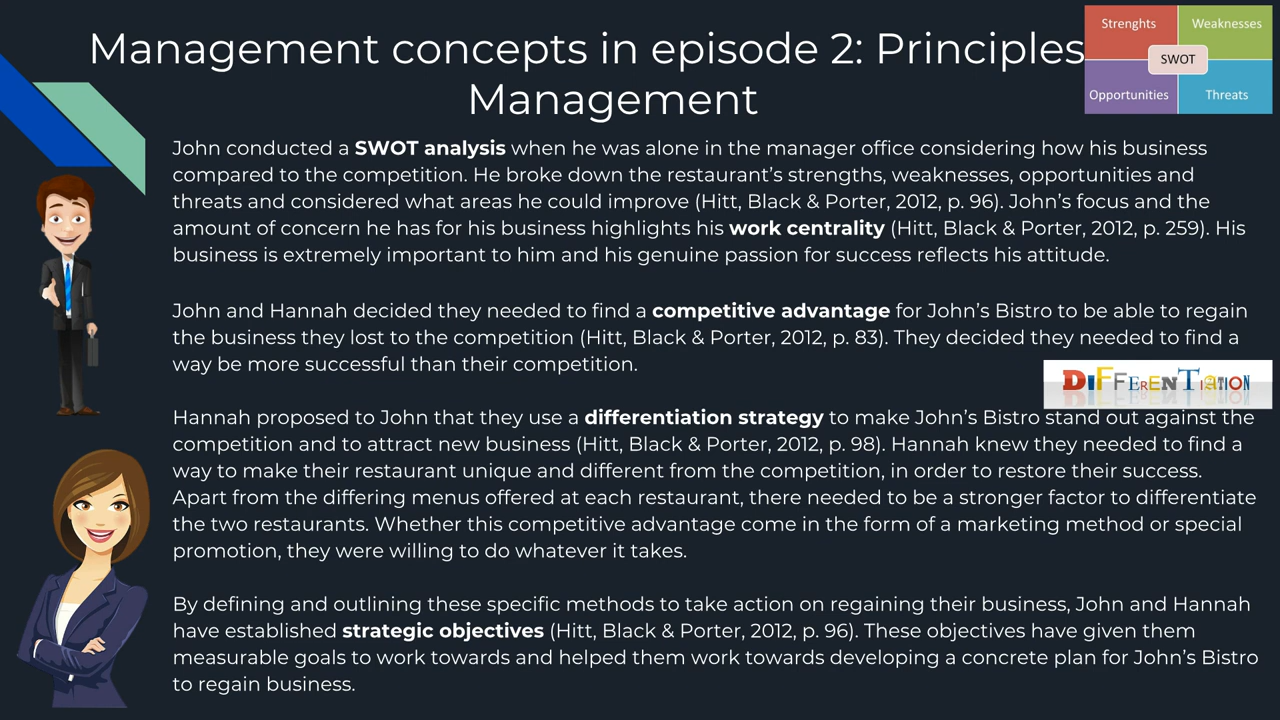 Management concepts in episode 2: Principles
Management
Strenghts
Weaknesses
SWOT
Opportunities
Threats
John conducted a SWOT analysis when he was alone in the manager office considering how his business
compared to the competition. He broke down the restaurant’s strengths, weaknesses, opportunities and
threats and considered what areas he could improve (Hitt, Black & Porter, 2012, p. 96). John’s focus and the
amount of concern he has for his business highlights his work centrality (Hitt, Black & Porter, 2012, p. 259). His
business is extremely important to him and his genuine passion for success reflects his attitude.
John and Hannah decided they needed to find a competitive advantage for John’s Bistro to be able to regain
the business they lost to the competition (Hitt, Black & Porter, 2012, p. 83). They decided they needed to find a
way be more successful than their competition.
DIFFERENTIATION
Hannah proposed to John that they use a differentiation strategy to make John’s Bistro stand out against the
competition and to attract new business (Hitt, Black & Porter, 2012, p. 98). Hannah knew they needed to find a
way to make their restaurant unique and different from the competition, in order to restore their success.
Apart from the differing menus offered at each restaurant, there needed to be a stronger factor to differentiate
the two restaurants. Whether this competitive advantage come in the form of a marketing method or special
promotion, they were willing to do whatever it takes.
By defining and outlining these specific methods to take action on regaining their business, John and Hannah
have established strategic objectives (Hitt, Black & Porter, 2012, p. 96). These objectives have given them
measurable goals to work towards and helped them work towards developing a concrete plan for John’s Bistro
to regain business.